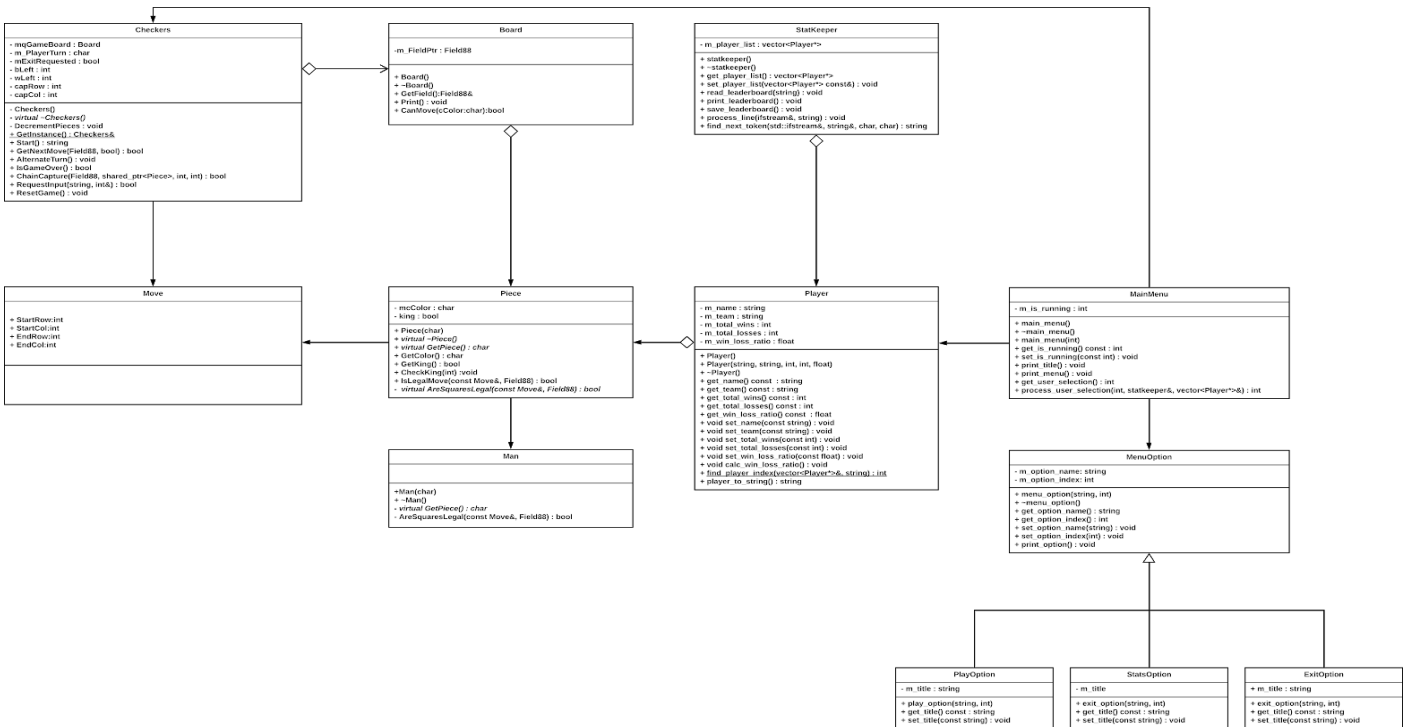 Checkers
- mqGameBoard : Board
- m_PlayerTurn : char
- mExitRequested : bool
- bLeft : int
- wLeft : int
- capRow : int
- capCol : int
- Checkers()
- virtual ~Checkers()
- DecrementPieces : void
+ GetInstance() : Checkers&
+ Start() : string
+ GetNextMove(Field88, bool) : bool
+ AlternateTurn() : void
+ IsGameOver() : bool
+ ChainCapture(Field88, shared_ptr<Piece>, int, int) : bool
+ RequestInput(string, int&) : bool
+ ResetGame() : void
Board
-m_FieldPtr : Field88
+ Board()
+ ~Board()
+ GetField():Field88&
+ Print() : void
+ CanMove(cColor:char):bool
StatKeeper
- m_player_list : vector<Player*>
+ statkeeper()
+ ~statkeeper()
+ get_player_list() : vector<Player*>
+ set_player_list(vector<Player*> const&) : void
+ read_leaderboard(string) : void
+ print_leaderboard() : void
+ save_leaderboard() : void
+ process_line(ifstream&, string) : void
+ find_next_token(std::ifstream&, string&, char, char) : string
Move
+ StartRow:int
+ StartCol:int
+ EndRow:int
+ EndCol:int
Piece
- mcColor : char
- king : bool
+ Piece(char)
+ virtual ~Piece()
- virtual GetPiece() : char
+ GetColor() : char
+ GetKing() : bool
+ CheckKing(int) :void
+ IsLegalMove(const Move&, Field88) : bool
- virtual AreSquaresLegal(const Move&, Field88) : bool
Player
- m_name : string
- m_team : string
- m_total_wins : int
- m_total_losses : int
- m_win_loss_ratio : float
+ Player()
+ Player(string, string, int, int, float)
+ ~Player()
+ get_name() const : string
+ get_team() const : string
+ get_total_wins() const : int
+ get_total_losses() const : int
+ get_win_loss_ratio() const : float
+ void set_name(const string) : void
+ void set_team(const string) : void
+ void set_total_wins(const int) : void
+ void set_total_losses(const int) : void
+ void set_win_loss_ratio(const float) : void
+ void calc_win_loss_ratio() : void
+ find_player_index(vector<Player*>&, string) : int
+ player_to_string() : string
MainMenu
- m_is_running : int
+ main_menu()
+ ~main_menu()
+ main_menu(int)
+ get_is_running() const : int
+ set_is_running(const int) : void
+ print_title() : void
+ print_menu() : void
+ get_user_selection() : int
+ process_user_selection(int, statkeeper&, vector<Player*>&) : int
Man
+Man(char)
+ ~Man()
- virtual GetPiece() : char
- AreSquaresLegal(const Move&, Field88) : bool
MenuOption
- m_option_name: string
- m_option_index: int
+ menu_option(string, int)
+ ~menu_option()
+ get_option_name() : string
+ get_option_index() : int
+ set_option_name(string) : void
+ set_option_index(int) : void
+ print_option() : void
PlayOption
- m_title : string
+ play_option(string, int)
+ get_title() const : string
+ set_title(const string) : void
StatsOption
- m_title
+ exit_option(string, int)
+ get_title() const : string
+ set_title(const string) : void
ExitOption
+ m_title : string
+ exit_option(string, int)
+ get_title() const : string
+ set_title(const string) : void